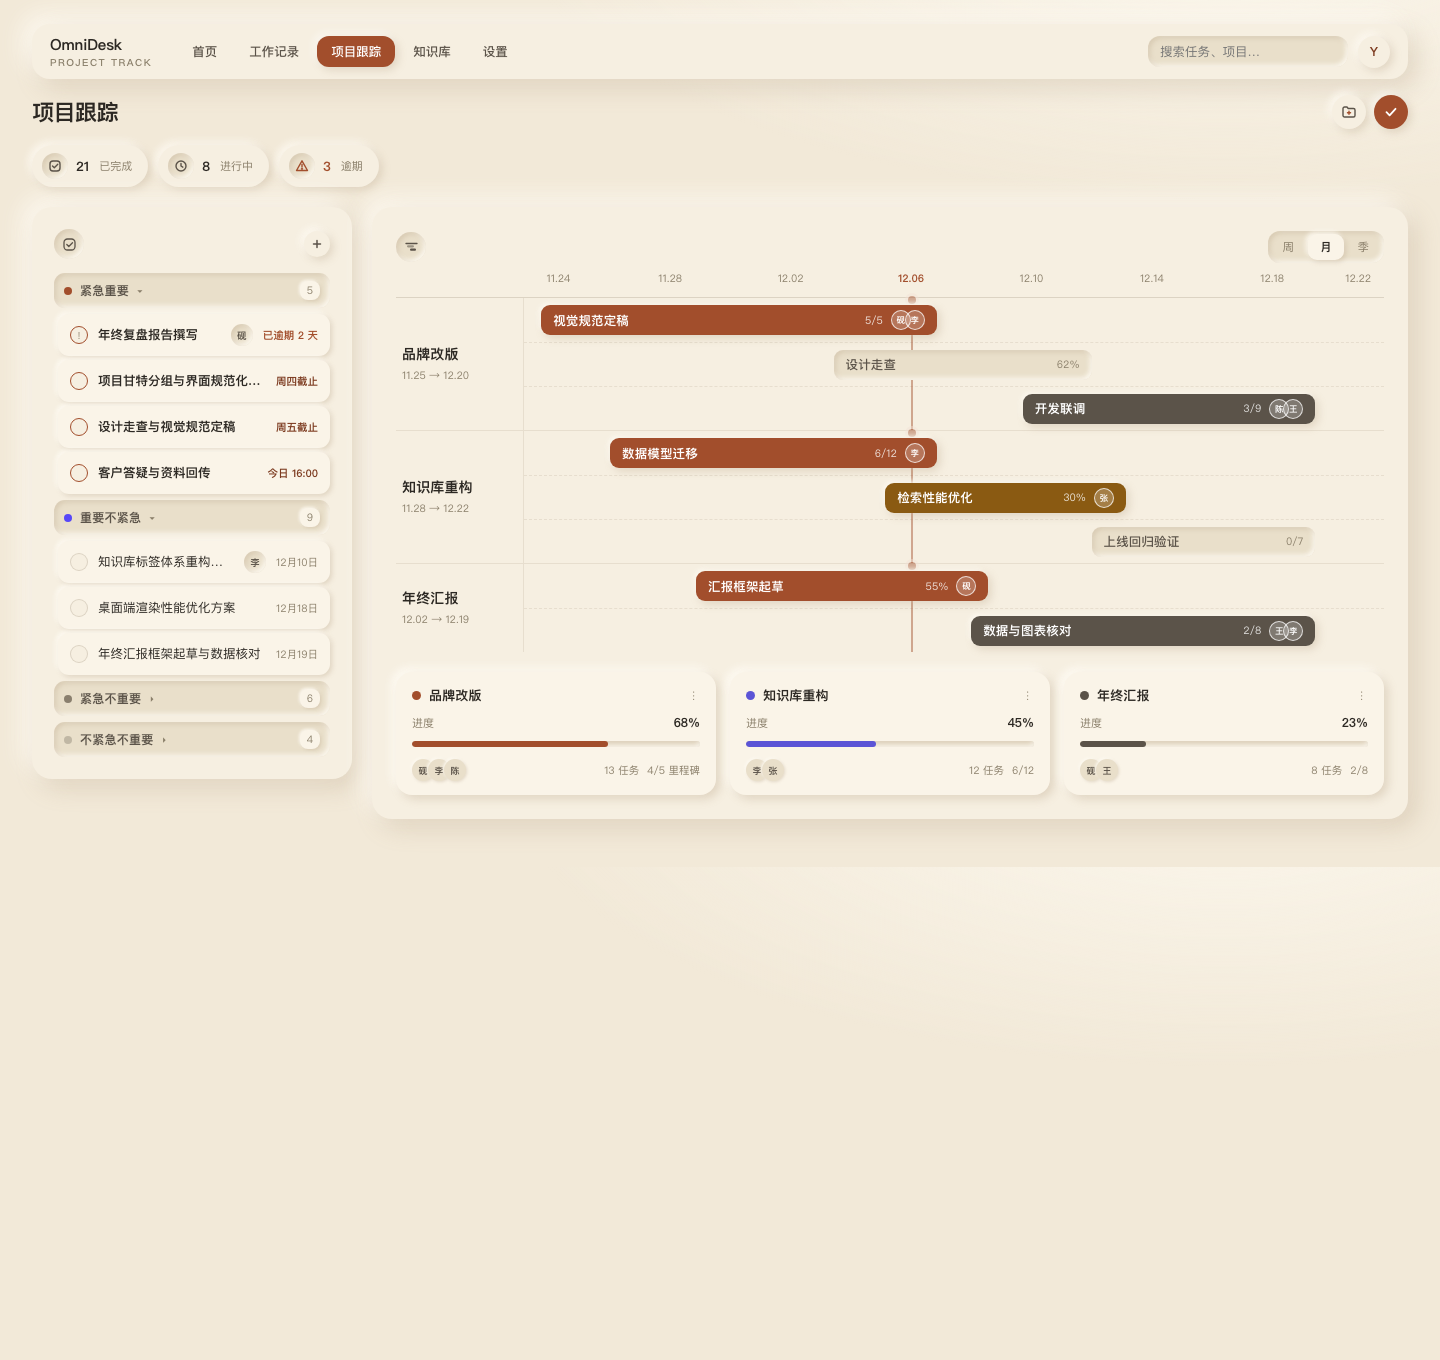 OmniDesk
PROJECT TRACK
首页 工作记录 项目跟踪 知识库 设置
搜索任务、项目...
Y
项目跟踪
21 已完成
8 进行中
3 逾期
紧急重要 5
! 年终复盘报告撰写 砚 已逾期 2 天
项目甘特分组与界面规范化... 周四截止
设计走查与视觉规范定稿 周五截止
客户答疑与资料回传 今日 16:00
重要不紧急 9
知识库标签体系重构... 李 12月10日
桌面端渲染性能优化方案 12月18日
年终汇报框架起草与数据核对 12月19日
紧急不重要 6
不紧急不重要 4
周 月 季
11.24 11.28 12.02 12.06 12.10 12.14 12.18 12.22
品牌改版
11.25 → 12.20
视觉规范定稿 5/5 砚 李
设计走查 62%
开发联调 3/9 陈 王
知识库重构
11.28 → 12.22
数据模型迁移 6/12 李
检索性能优化 30% 张
上线回归验证 0/7
年终汇报
12.02 → 12.19
汇报框架起草 55% 砚
数据与图表核对 2/8 王 李
品牌改版
进度 68%
砚 李 陈 13 任务 4/5 里程碑
知识库重构
进度 45%
李 张 12 任务 6/12
年终汇报
进度 23%
砚 王 8 任务 2/8